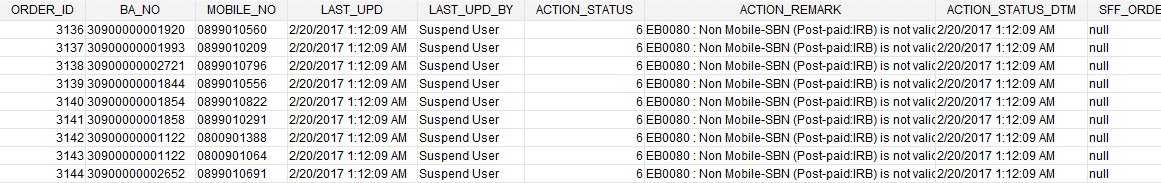 ORDER_ID BA_NO MOBILE_NO LAST_UPD LAST_UPD_BY ACTION_STATUS ACTION_REMARK ACTION_STATUS_DTM SFF_ORDE
3136 30900000001920 0899010560 2/20/2017 1:12:09 AM Suspend User 6 EB0080 : Non Mobile-SBN (Post-paid:IRB) is not valid 2/20/2017 1:12:09 AM null
3137 30900000001993 0899010209 2/20/2017 1:12:09 AM Suspend User 6 EB0080 : Non Mobile-SBN (Post-paid:IRB) is not valid 2/20/2017 1:12:09 AM null
3138 30900000002721 0899010796 2/20/2017 1:12:09 AM Suspend User 6 EB0080 : Non Mobile-SBN (Post-paid:IRB) is not valid 2/20/2017 1:12:09 AM null
3139 30900000001844 0899010556 2/20/2017 1:12:09 AM Suspend User 6 EB0080 : Non Mobile-SBN (Post-paid:IRB) is not valid 2/20/2017 1:12:09 AM null
3140 30900000001854 0899010822 2/20/2017 1:12:09 AM Suspend User 6 EB0080 : Non Mobile-SBN (Post-paid:IRB) is not valid 2/20/2017 1:12:09 AM null
3141 30900000001858 0899010291 2/20/2017 1:12:09 AM Suspend User 6 EB0080 : Non Mobile-SBN (Post-paid:IRB) is not valid 2/20/2017 1:12:09 AM null
3142 30900000001122 0800901388 2/20/2017 1:12:09 AM Suspend User 6 EB0080 : Non Mobile-SBN (Post-paid:IRB) is not valid 2/20/2017 1:12:09 AM null
3143 30900000001122 0800901064 2/20/2017 1:12:09 AM Suspend User 6 EB0080 : Non Mobile-SBN (Post-paid:IRB) is not valid 2/20/2017 1:12:09 AM null
3144 30900000002652 0899010691 2/20/2017 1:12:09 AM Suspend User 6 EB0080 : Non Mobile-SBN (Post-paid:IRB) is not valid 2/20/2017 1:12:09 AM null